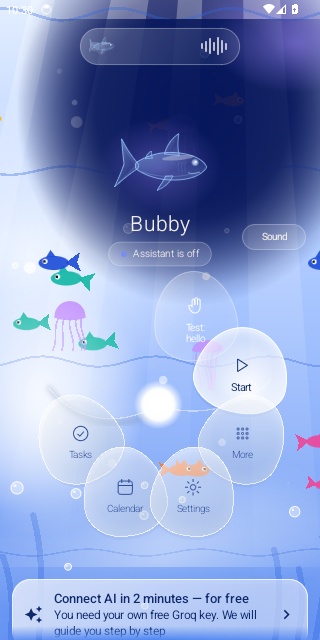 Bubby
Sound
Assistant is off
Test:
hello
Start
Tasks
More
Calendar
Settings
Connect AI in 2 minutes — for free
You need your own free Groq key. We will
guide you step by step